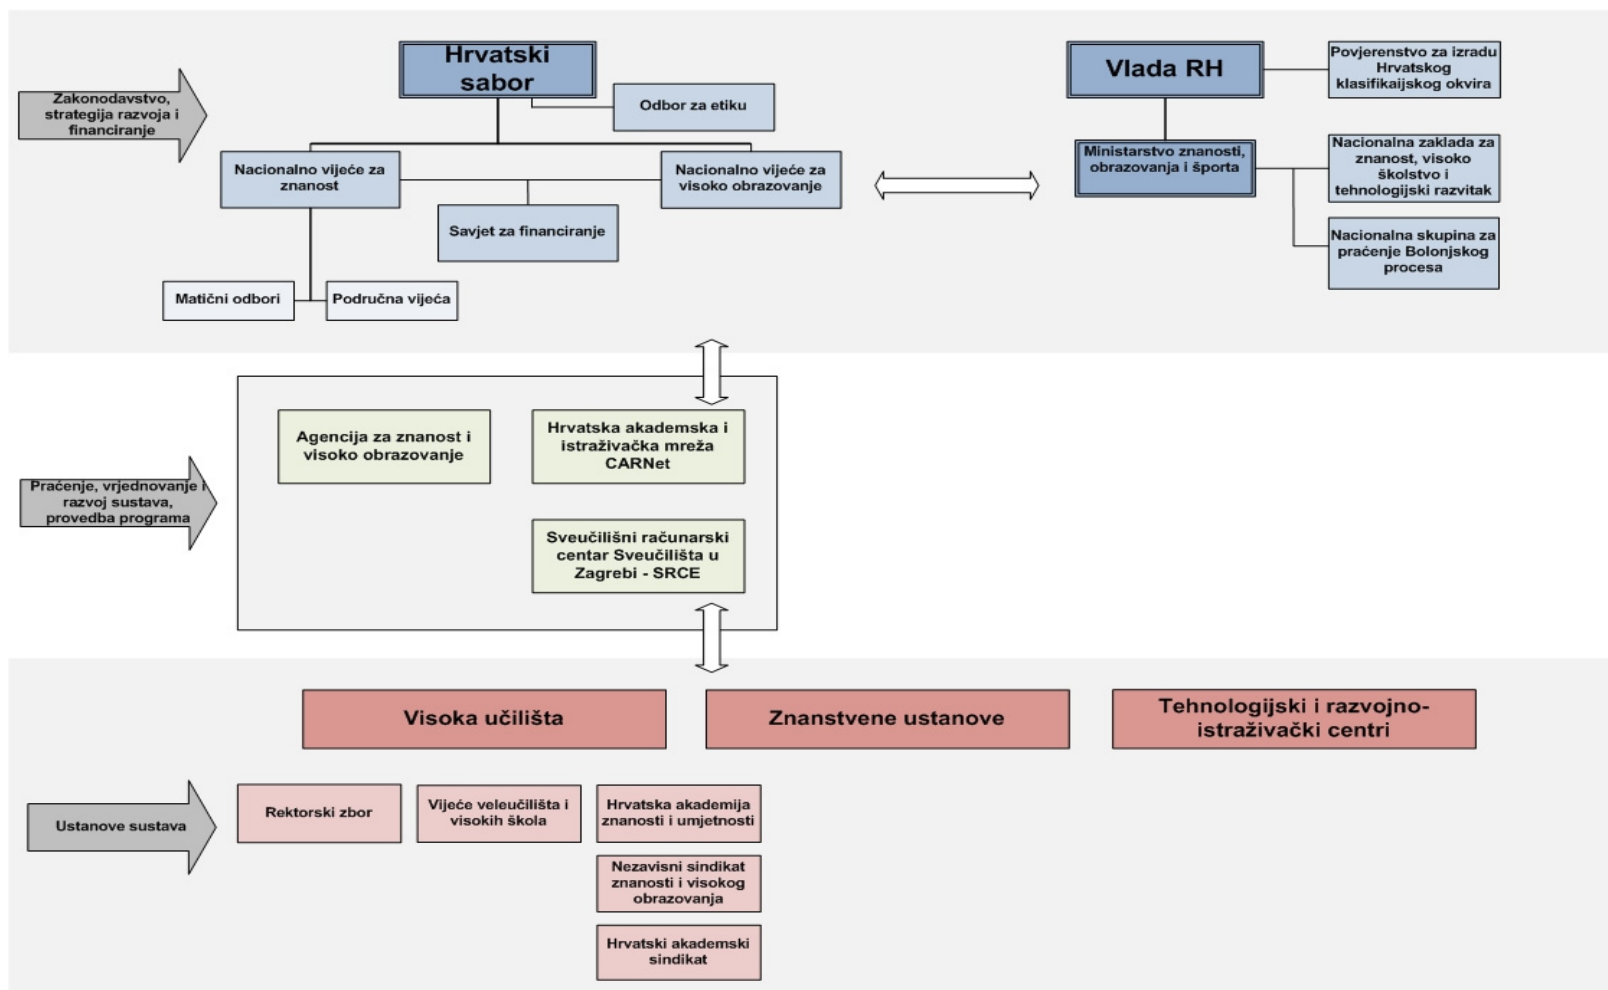 Hrvatski
sabor
Vlada RH
Povjerenstvo za izradu
Hrvatskog
klasifikaijskog okvira
Zakonodavstvo,
strategija razvoja i
financiranje
Odbor za etiku
Nacionalno vijeće za
znanost
Nacionalno vijeće za
visoko obrazovanje
Ministarstvo znanosti,
obrazovanja i športa
Nacionalna zaklada za
znanost, visoko
školstvo i
tehnologijski razvitak
Savjet za financiranje
Nacionalna skupina za
praćenje Bolonjskog
procesa
Matični odbori
Područna vijeća
Agencija za znanost i
visoko obrazovanje
Hrvatska akademska i
istraživačka mreža
CARNet
Praćenje, vrjednovanje i
razvoj sustava,
provedba programa
Sveučilišni računarski
centar Sveučilišta u
Zagrebi - SRCE
Visoka učilišta
Znanstvene ustanove
Tehnologijski i razvojno-
istraživački centri
Ustanove sustava
Rektorski zbor
Vijeće veleučilišta i
visokih škola
Hrvatska akademija
znanosti i umjetnosti
Nezavisni sindikat
znanosti i visokog
obrazovanja
Hrvatski akademski
sindikat